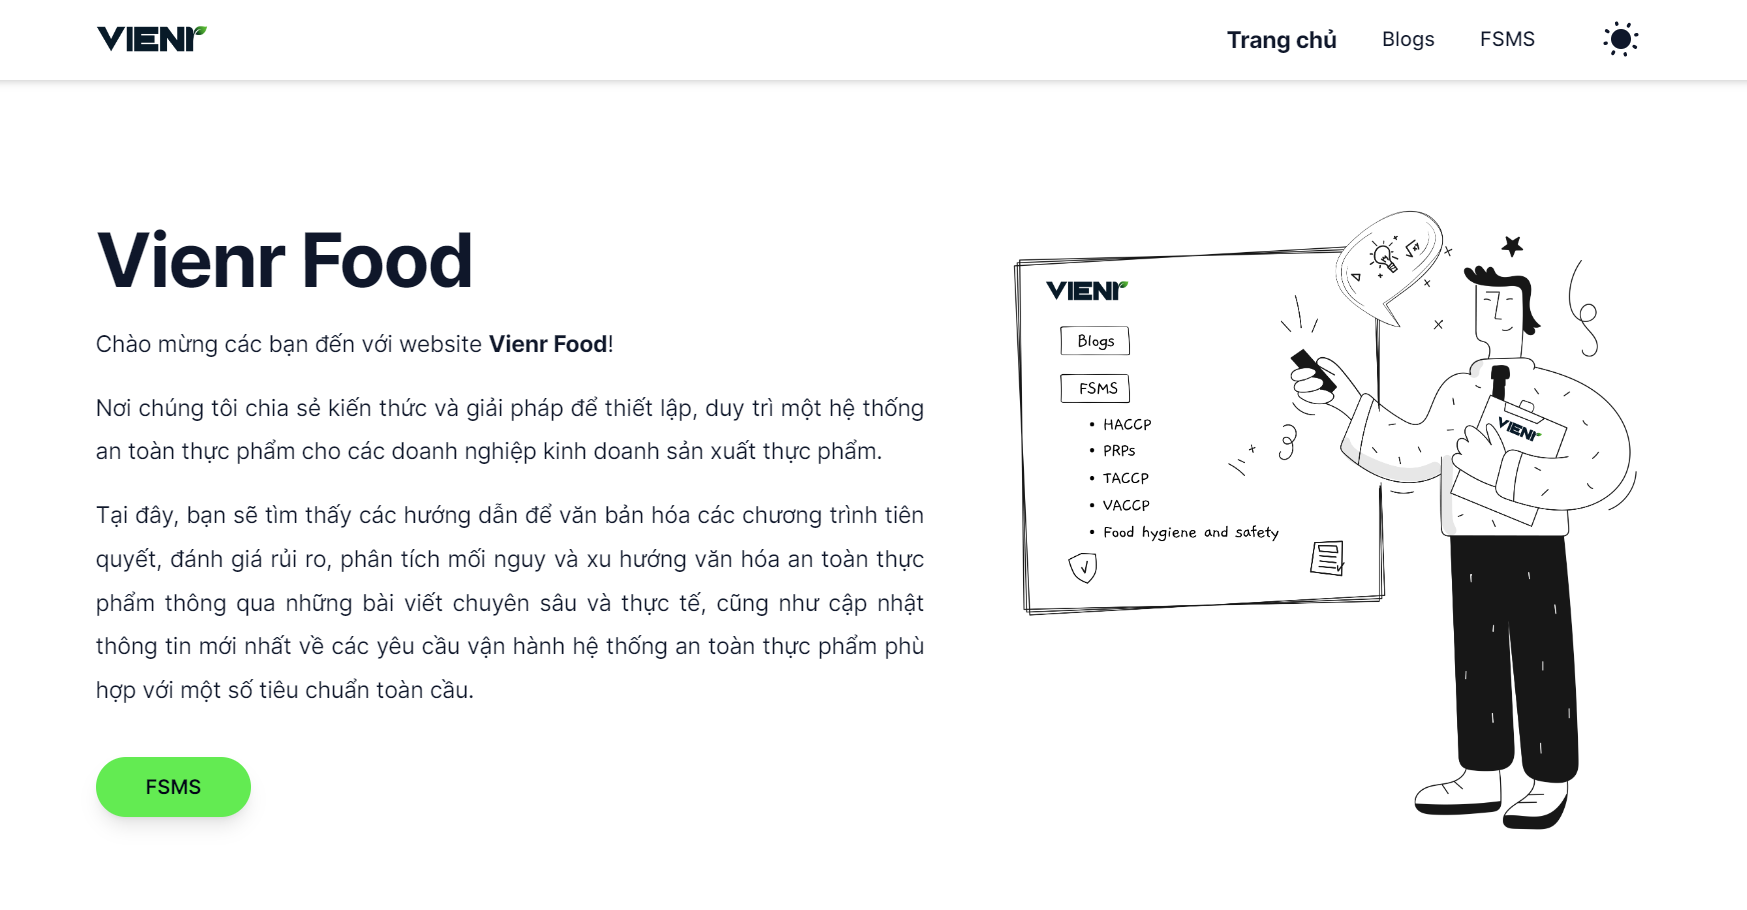 VIENr
Trang chủ
Blogs
FSMS
Vienr Food
Chào mừng các bạn đến với website Vienr Food!
Nơi chúng tôi chia sẻ kiến thức và giải pháp để thiết lập, duy trì một hệ thống
an toàn thực phẩm cho các doanh nghiệp kinh doanh sản xuất thực phẩm.
Tại đây, bạn sẽ tìm thấy các hướng dẫn để văn bản hóa các chương trình tiên
quyết, đánh giá rủi ro, phân tích mối nguy và xu hướng văn hóa an toàn thực
phẩm thông qua những bài viết chuyên sâu và thực tế, cũng như cập nhật
thông tin mới nhất về các yêu cầu vận hành hệ thống an toàn thực phẩm phù
hợp với một số tiêu chuẩn toàn cầu.
FSMS
VIENr
Blogs
FSMS
• HACCP
• PRPs
• TACCP
• VACCP
• Food hygiene and safety
VIENr